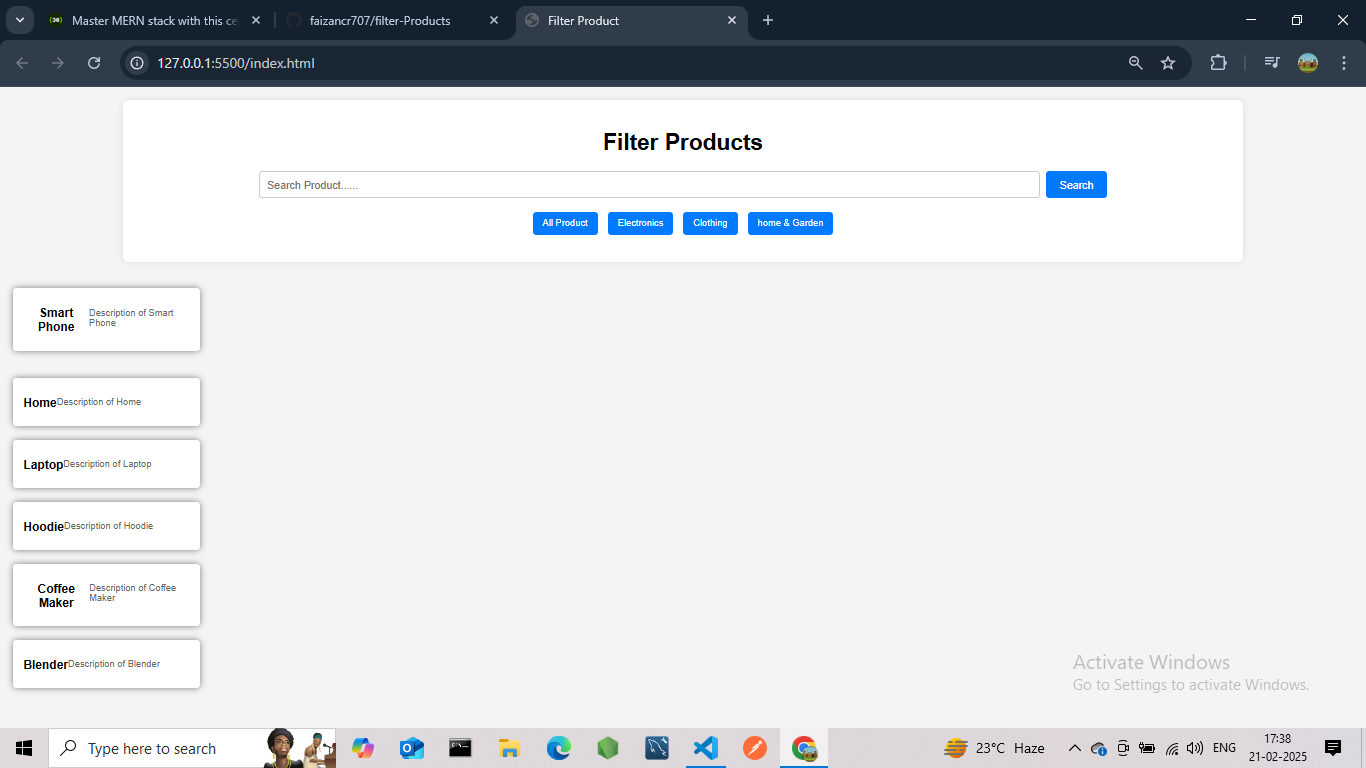 Master MERN stack with this ce
faizancr707/filter-Products
Filter Product
127.0.0.1:5500/index.html
Filter Products
Search Product......
Search
All Product
Electronics
Clothing
home & Garden
Smart
Phone
Description of Smart
Phone
Home
Description of Home
Laptop
Description of Laptop
Hoodie
Description of Hoodie
Coffee
Maker
Description of Coffee
Maker
Blender
Description of Blender
Activate Windows
Go to Settings to activate Windows.
Type here to search
23°C Haze
ENG
17:38
21-02-2025